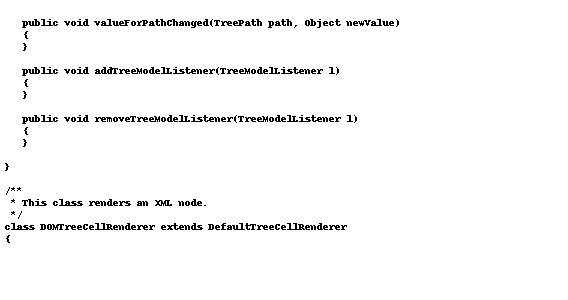 public void valueForPathChanged(TreePath path, Object newValue)
{
}
public void addTreeModelListener(TreeModelListener l)
{
}
public void removeTreeModelListener(TreeModelListener l)
{
}
}
/**
* This class renders an XML node.
*/
class DOMTreeCellRenderer extends DefaultTreeCellRenderer
{